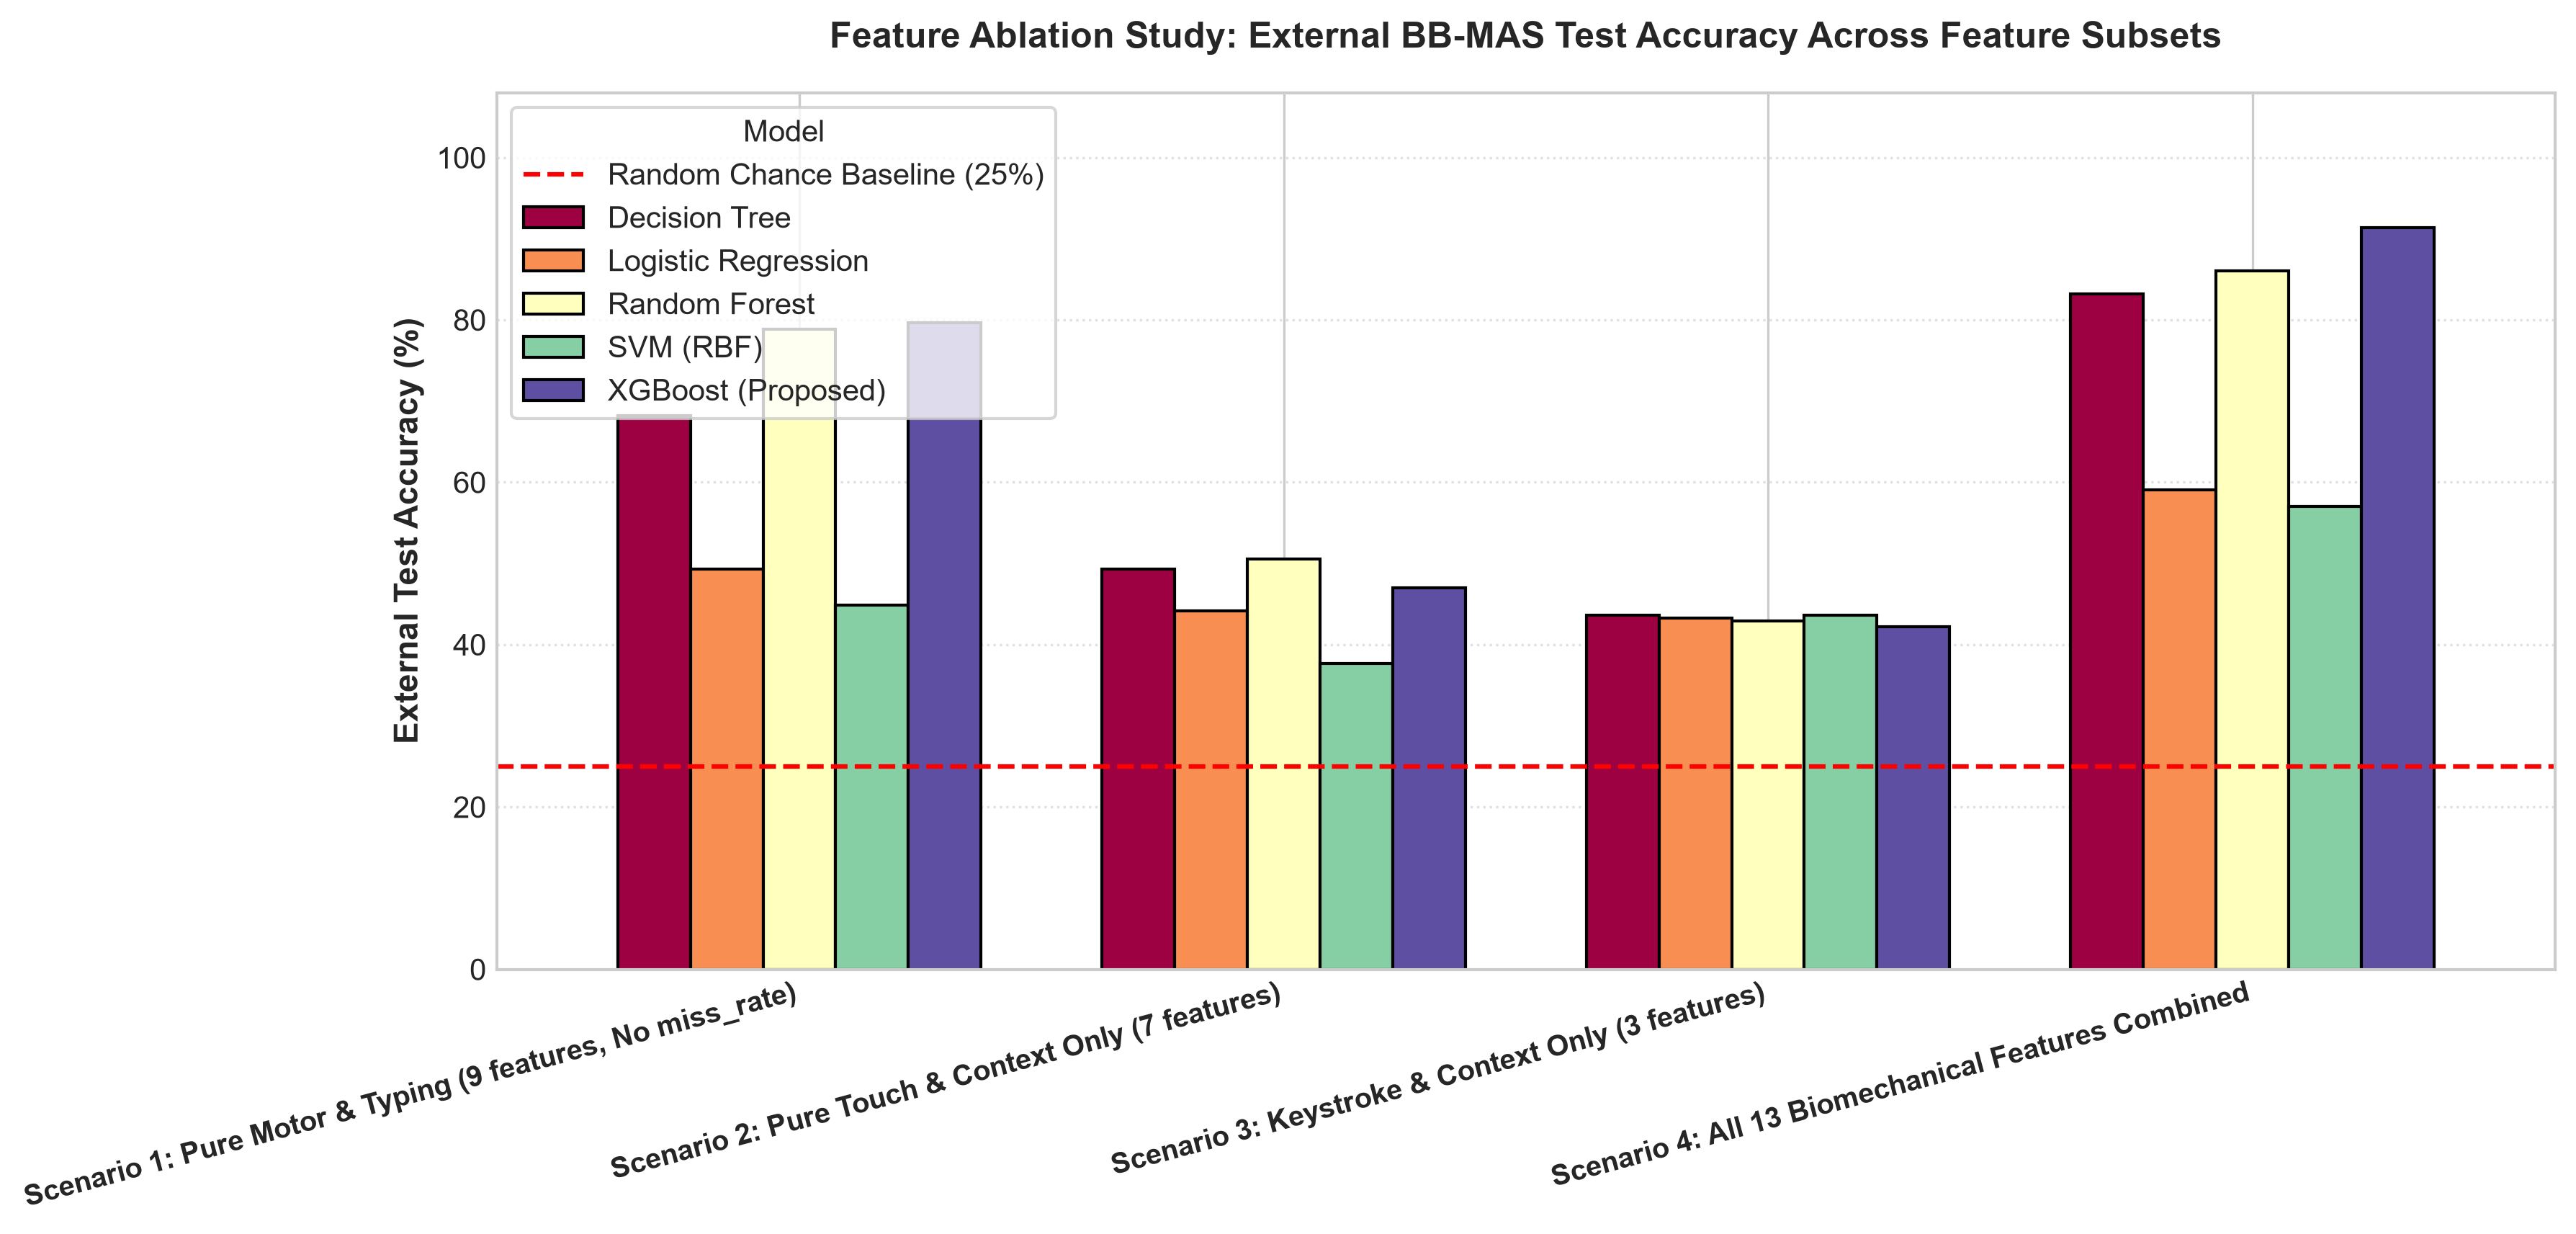 Feature Ablation Study: External BB-MAS Test Accuracy Across Feature Subsets
External Test Accuracy (%)
100
80
60
40
20
0
Model
Random Chance Baseline (25%)
Decision Tree
Logistic Regression
Random Forest
SVM (RBF)
XGBoost (Proposed)
Scenario 1: Pure Motor & Typing (9 features, No miss_rate)
Scenario 2: Pure Touch & Context Only (7 features)
Scenario 3: Keystroke & Context Only (3 features)
Scenario 4: All 13 Biomechanical Features Combined